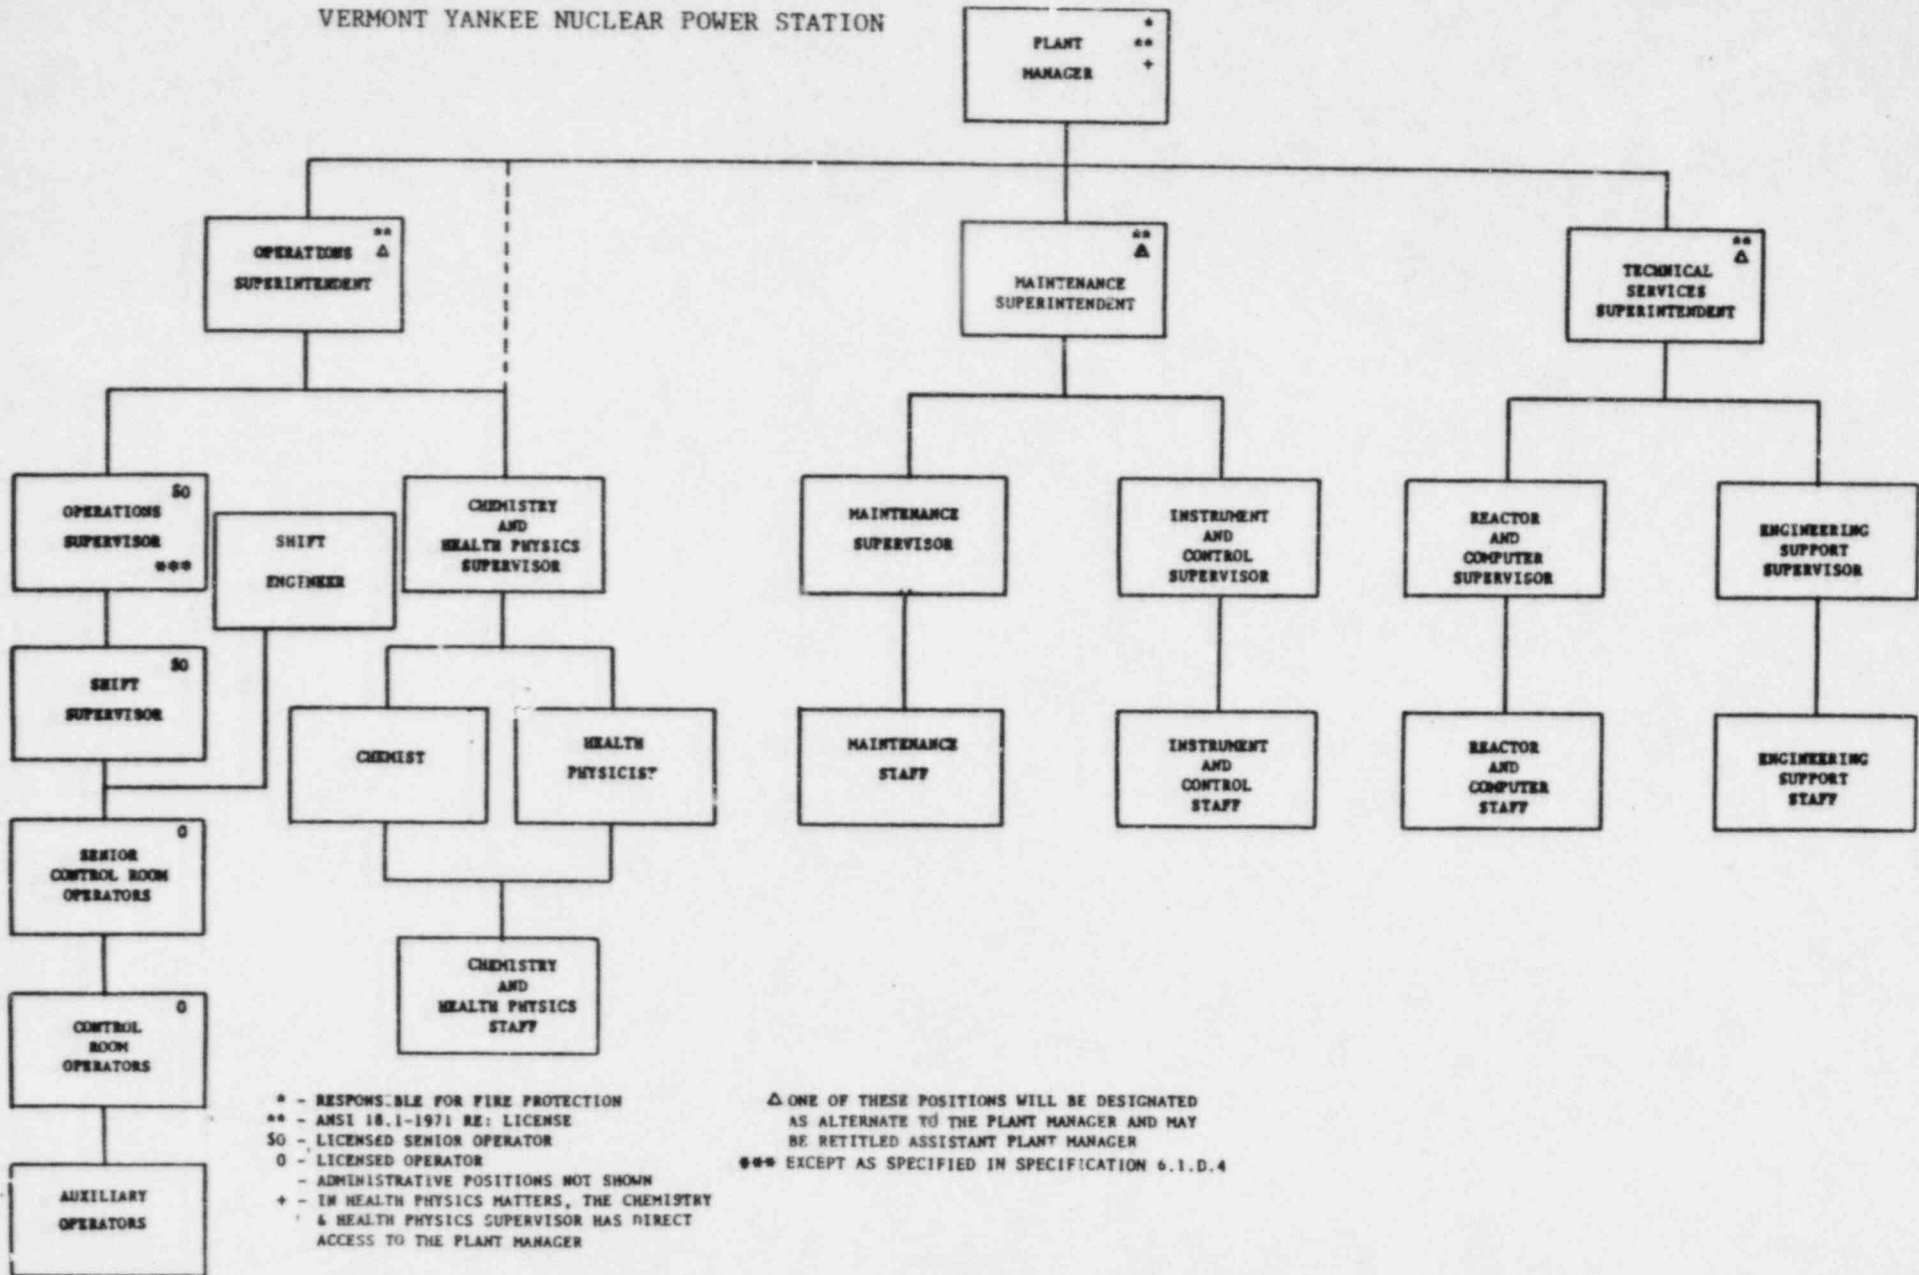 VERMONT YANKEE NUCLEAR POWER STATION
PLANT
MANAGER
*
**
+
OPERATIONS
SUPERINTENDENT
**
Δ
MAINTENANCE
SUPERINTENDENT
**
Δ
TECHNICAL
SERVICES
SUPERINTENDENT
**
Δ
OPERATIONS
SUPERVISOR
SO
***
SHIFT
ENGINEER
CHEMISTRY
AND
HEALTH PHYSICS
SUPERVISOR
MAINTENANCE
SUPERVISOR
INSTRUMENT
AND
CONTROL
SUPERVISOR
REACTOR
AND
COMPUTER
SUPERVISOR
ENGINEERING
SUPPORT
SUPERVISOR
SHIFT
SUPERVISOR
SO
CHEMIST
HEALTH
PHYSICIST
MAINTENANCE
STAFF
INSTRUMENT
AND
CONTROL
STAFF
REACTOR
AND
COMPUTER
STAFF
ENGINEERING
SUPPORT
STAFF
SENIOR
CONTROL ROOM
OPERATORS
O
CHEMISTRY
AND
HEALTH PHYSICS
STAFF
CONTROL
ROOM
OPERATORS
O
AUXILIARY
OPERATORS
* - RESPONSIBLE FOR FIRE PROTECTION
** - ANSI 18.1-1971 RE: LICENSE
SO - LICENSED SENIOR OPERATOR
O - LICENSED OPERATOR
- ADMINISTRATIVE POSITIONS NOT SHOWN
+ - IN HEALTH PHYSICS MATTERS, THE CHEMISTRY
& HEALTH PHYSICS SUPERVISOR HAS DIRECT
ACCESS TO THE PLANT MANAGER
Δ ONE OF THESE POSITIONS WILL BE DESIGNATED
AS ALTERNATE TO THE PLANT MANAGER AND MAY
BE RETITLED ASSISTANT PLANT MANAGER
*** EXCEPT AS SPECIFIED IN SPECIFICATION 6.1.D.4